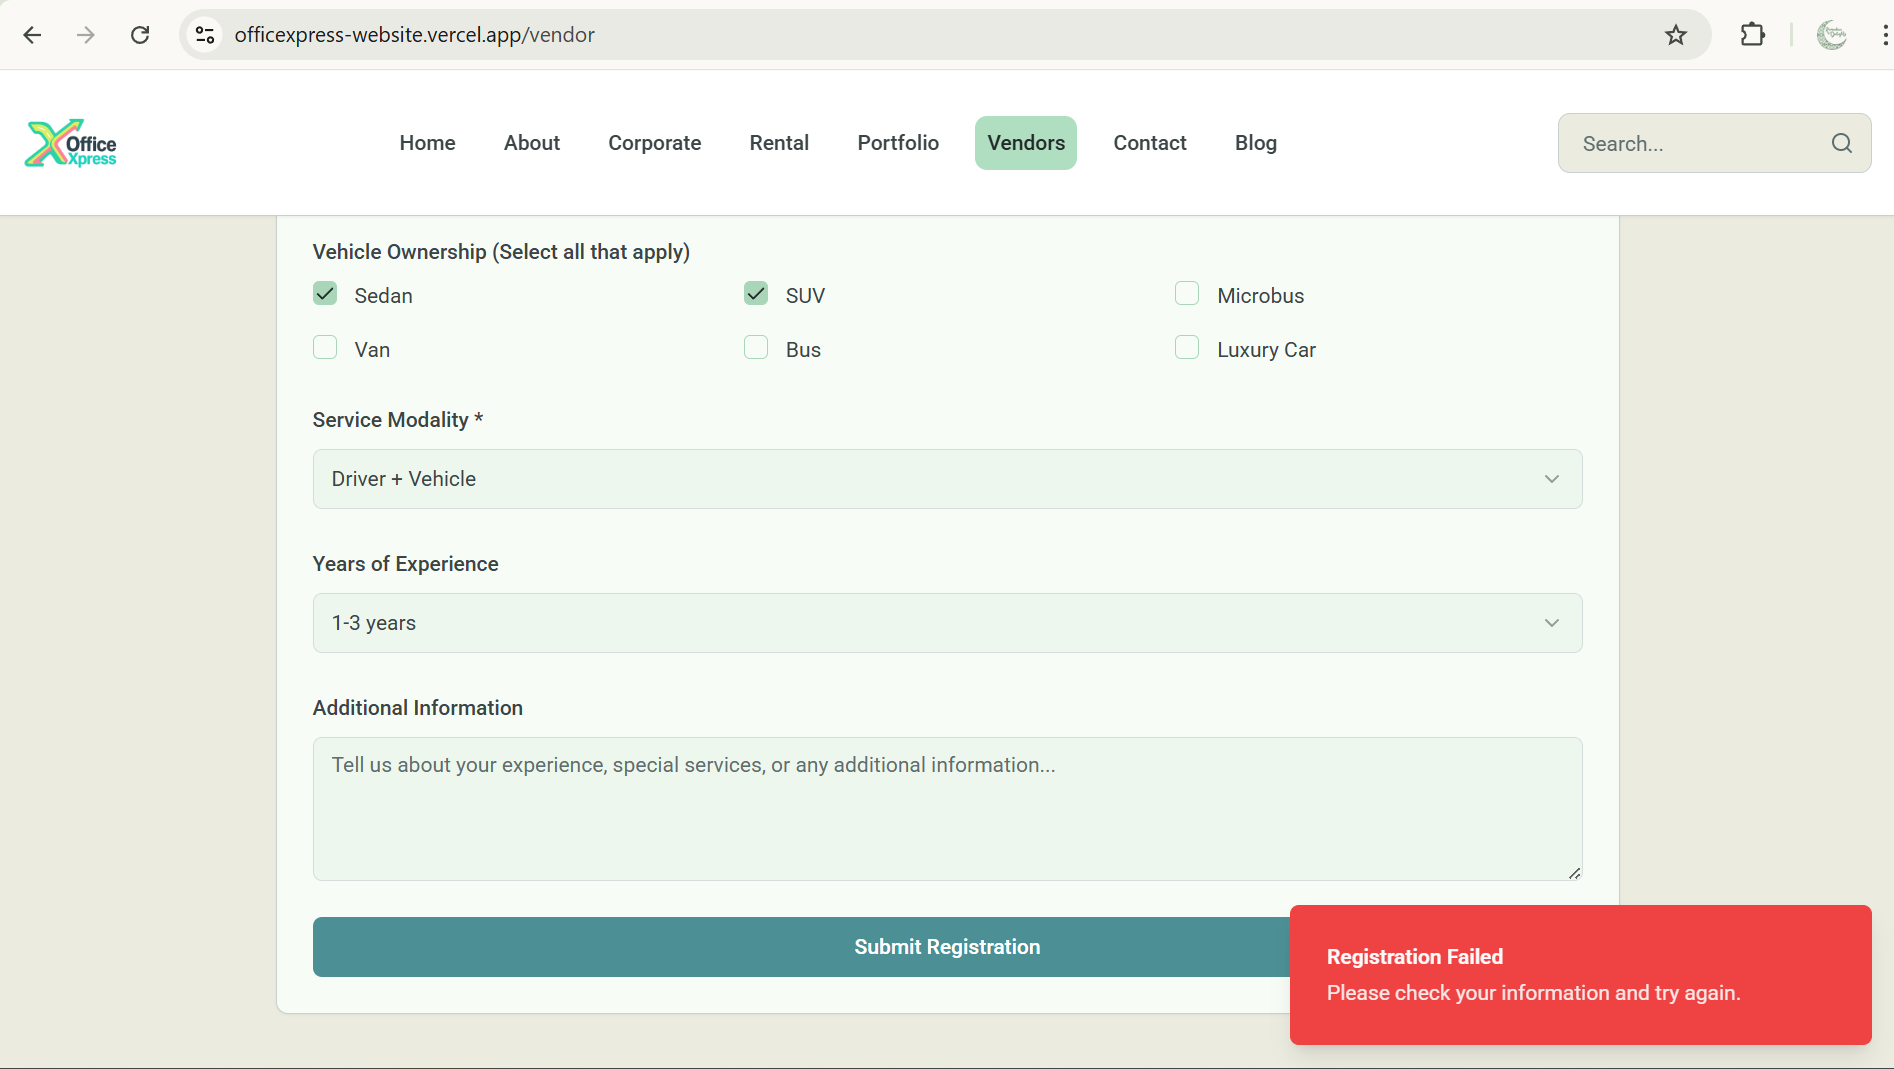 officexpress-website.vercel.app/vendor
Office
Xpress
Home About Corporate Rental Portfolio Vendors Contact Blog Search...
Vehicle Ownership (Select all that apply)
Sedan SUV Microbus
Van Bus Luxury Car
Service Modality *
Driver + Vehicle
Years of Experience
1-3 years
Additional Information
Tell us about your experience, special services, or any additional information...
Submit Registration
Registration Failed
Please check your information and try again.